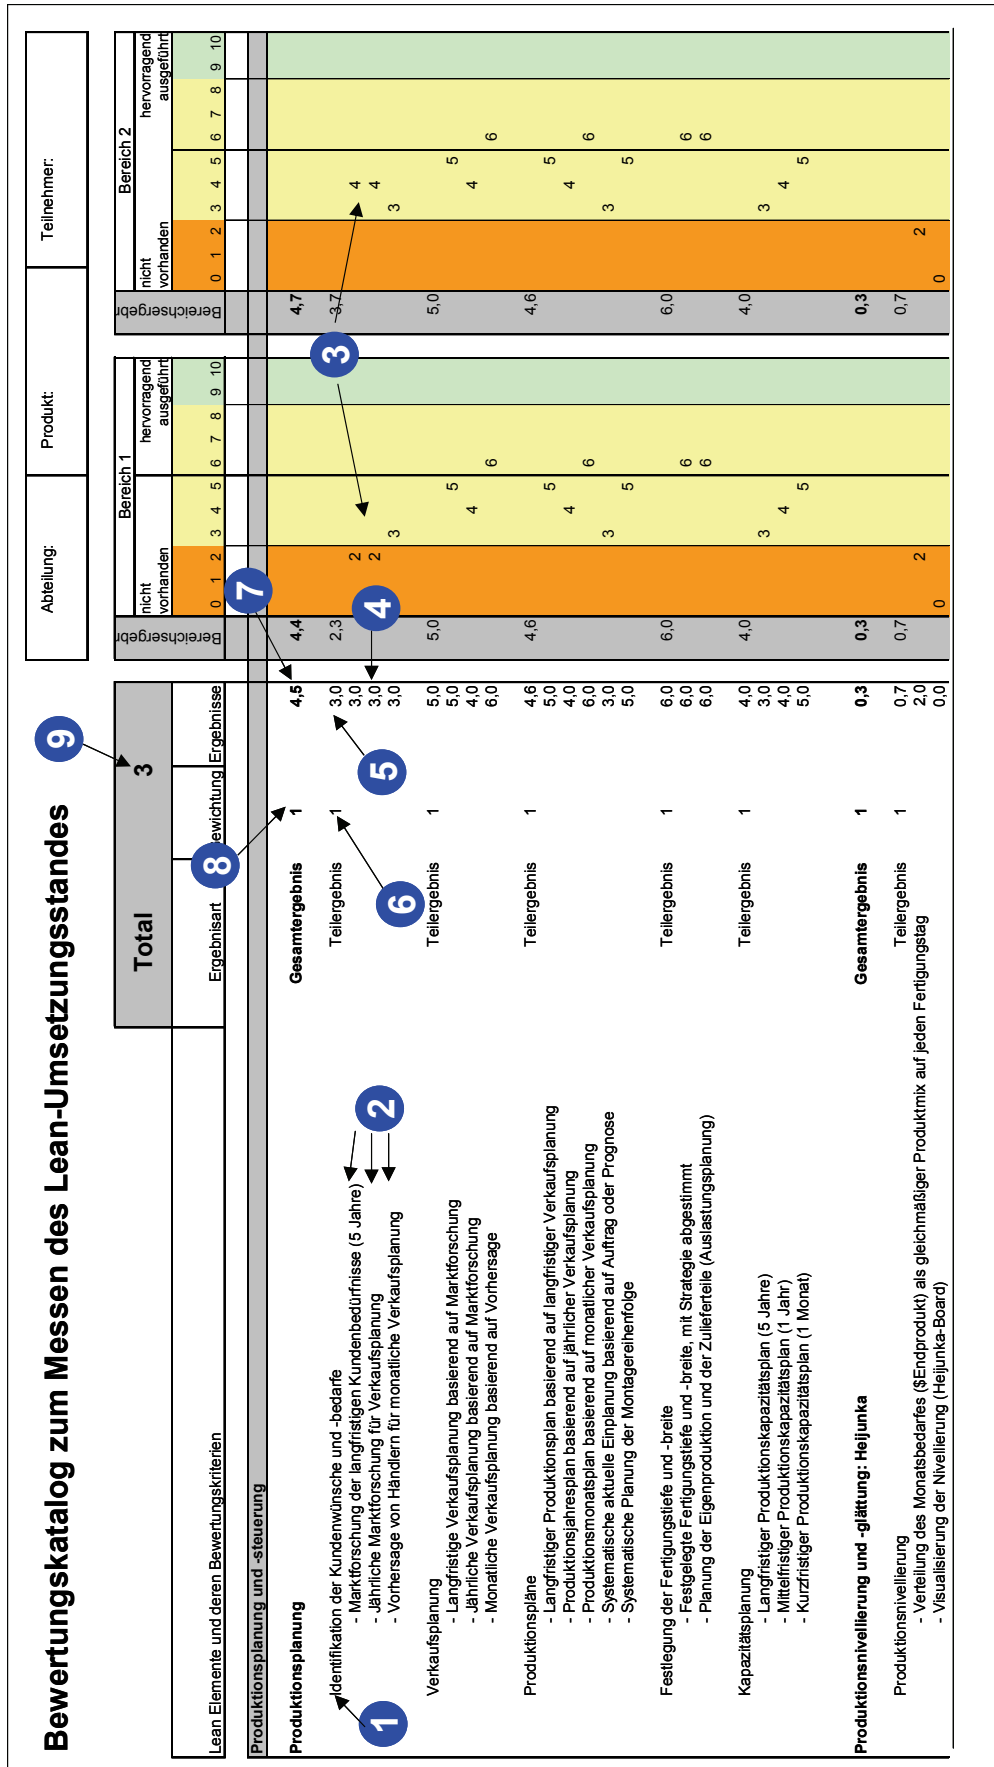 Bewertungskatalog zum Messen des Lean-Umsetzungsstandes
Abteilung: Produkt: Teilnehmer:
9
Total 3 Bereich 1 Bereich 2
nicht vorhanden hervorragend ausgeführt nicht vorhanden hervorragend ausgeführt
Lean Elemente und deren Bewertungskriterien Ergebnisart ewichtung Ergebnisse Bereichsergebr 0 1 2 3 4 5 6 7 8 9 10 Bereichsergebr 0 1 2 3 4 5 6 7 8 9 10
8 7
Produktionsplanung und -steuerung
Produktionsplanung Gesamtergebnis 1 4,5 4,4 4,7
3
Identifikation der Kundenwünsche und -bedarfe Teilergebnis 1 3,0 2,3 3,7
- Marktforschung der langfristigen Kundenbedürfnisse (5 Jahre) 3,0 2 4
- Jährliche Marktforschung für Verkaufsplanung 3,0 2 4
- Vorhersage von Händlern für monatliche Verkaufsplanung 3,0 3 3
1 2 6 5 4
Verkaufsplanung Teilergebnis 1 5,0 5,0 5,0
- Langfristige Verkaufsplanung basierend auf Marktforschung 5,0 5 5
- Jährliche Verkaufsplanung basierend auf Marktforschung 4,0 4 4
- Monatliche Verkaufsplanung basierend auf Vorhersage 6,0 6 6
Produktionspläne Teilergebnis 1 4,6 4,6 4,6
- Langfristiger Produktionsplan basierend auf langfristiger Verkaufsplanung 5,0 5 5
- Produktionsjahresplan basierend auf jährlicher Verkaufsplanung 4,0 4 4
- Produktionsmonatsplan basierend auf monatlicher Verkaufsplanung 6,0 6 6
- Systematische aktuelle Einplanung basierend auf Auftrag oder Prognose 3,0 3 3
- Systematische Planung der Montagereihenfolge 5,0 5 5
Festlegung der Fertigungstiefe und -breite Teilergebnis 1 6,0 6,0 6,0
- Festgelegte Fertigungstiefe und -breite, mit Strategie abgestimmt 6,0 6 6
- Planung der Eigenproduktion und der Zulieferteile (Auslastungsplanung) 6,0 6 6
Kapazitätsplanung Teilergebnis 1 4,0 4,0 4,0
- Langfristiger Produktionskapazitätsplan (5 Jahre) 3,0 3 3
- Mittelfristiger Produktionskapazitätsplan (1 Jahr) 4,0 4 4
- Kurzfristiger Produktionskapazitätsplan (1 Monat) 5,0 5 5
Produktionsnivellierung und -glättung: Heijunka Gesamtergebnis 1 0,3 0,3 0,3
Produktionsnivellierung Teilergebnis 1 0,7 0,7 0,7
- Verteilung des Monatsbedarfes ($Endprodukt) als gleichmäßiger Produktmix auf jeden Fertigungstag 2,0 2 2
- Visualisierung der Nivellierung (Heijunka-Board) 0,0 0 0